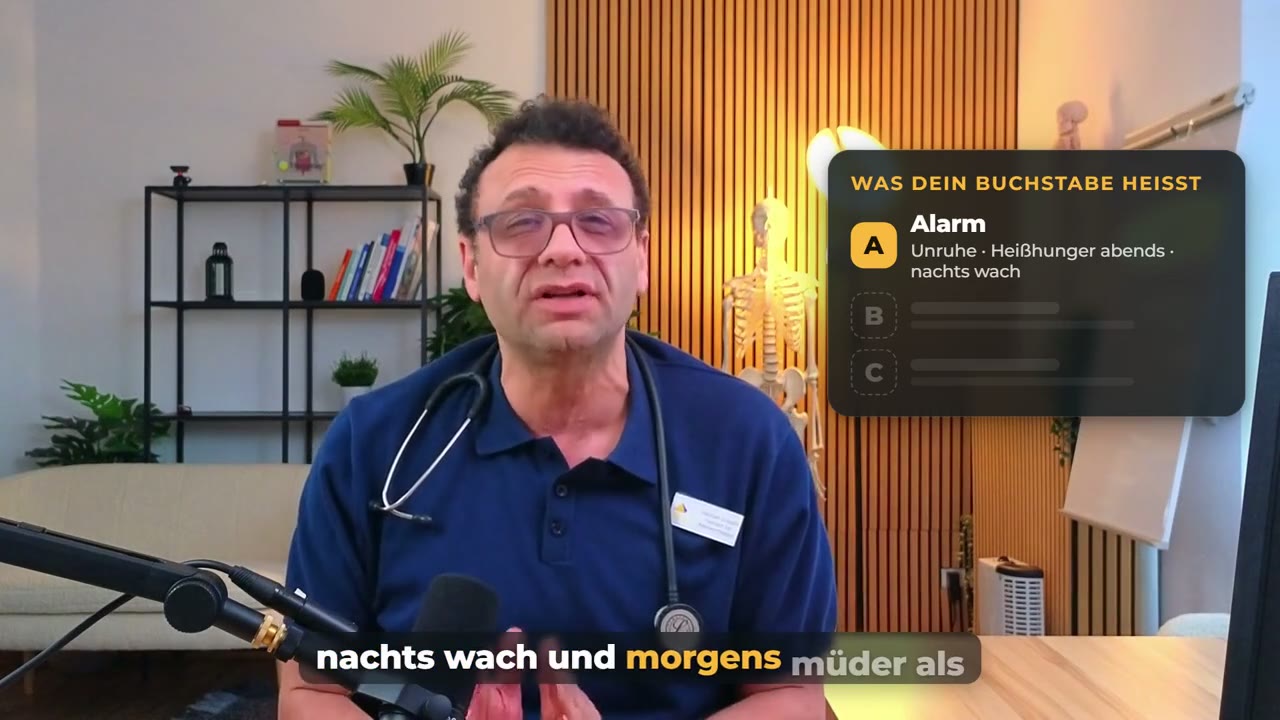 WAS DEIN BUCHSTABE HEISST
A
Alarm
Unruhe · Heißhunger abends ·
nachts wach
B
C
nachts wach und morgens müder als